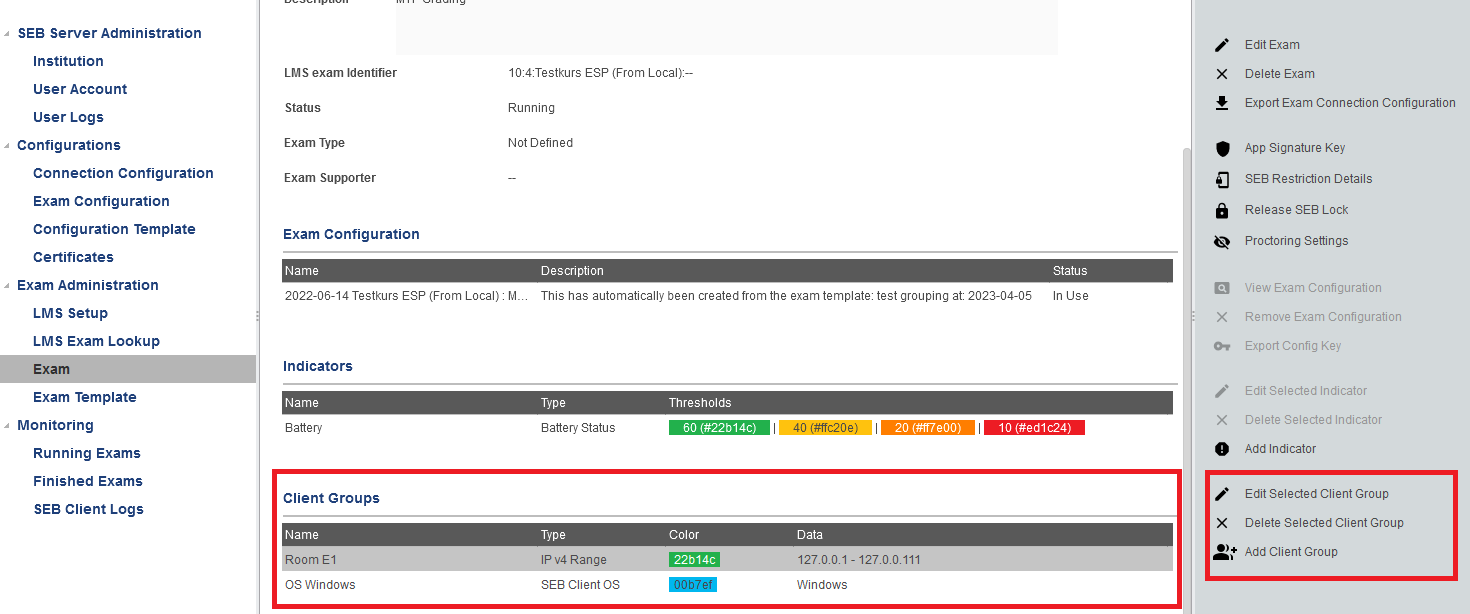 SEB Server Administration
Institution
User Account
User Logs
Configurations
Connection Configuration
Exam Configuration
Configuration Template
Certificates
Exam Administration
LMS Setup
LMS Exam Lookup
Exam
Exam Template
Monitoring
Running Exams
Finished Exams
SEB Client Logs
Description
LMS exam Identifier 10:4:Testkurs ESP (From Local):--
Status Running
Exam Type Not Defined
Exam Supporter --
Exam Configuration
Name Description Status
2022-06-14 Testkurs ESP (From Local) : M... This has automatically been created from the exam template: test grouping at: 2023-04-05 In Use
Indicators
Name Type Thresholds
Battery Battery Status 60 (#22b14c) | 40 (#ffc20e) | 20 (#ff7e00) | 10 (#ed1c24)
Client Groups
Name Type Color Data
Room E1 IP v4 Range 22b14c 127.0.0.1 - 127.0.0.111
OS Windows SEB Client OS 00b7ef Windows
Edit Exam
Delete Exam
Export Exam Connection Configuration
App Signature Key
SEB Restriction Details
Release SEB Lock
Proctoring Settings
View Exam Configuration
Remove Exam Configuration
Export Config Key
Edit Selected Indicator
Delete Selected Indicator
Add Indicator
Edit Selected Client Group
Delete Selected Client Group
Add Client Group